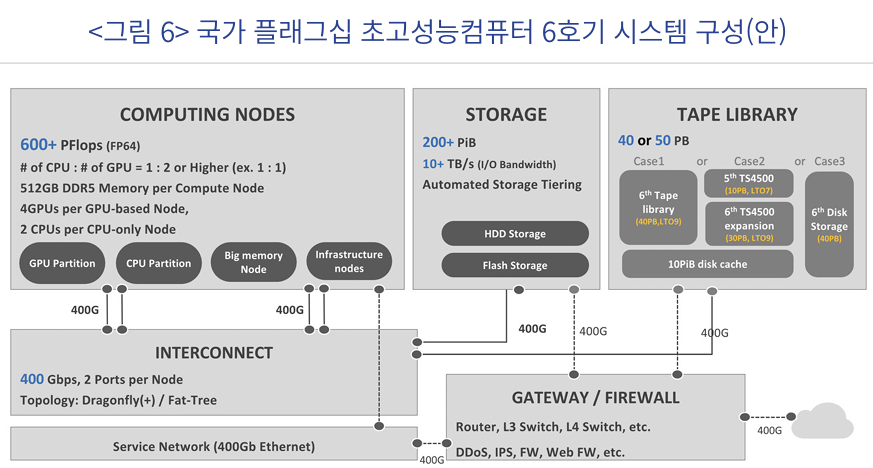 <그림 6> 국가 플래그십 초고성능컴퓨터 6호기 시스템 구성(안)
COMPUTING NODES
600+ PFlops (FP64)
# of CPU : # of GPU = 1 : 2 or Higher (ex. 1 : 1)
512GB DDR5 Memory per Compute Node
4GPUs per GPU-based Node,
2 CPUs per CPU-only Node
GPU Partition
CPU Partition
Big memory
Node
Infrastructure
nodes
STORAGE
200+ PiB
10+ TB/s (I/O Bandwidth)
Automated Storage Tiering
HDD Storage
Flash Storage
TAPE LIBRARY
40 or 50 PB
Case1 or Case2 or Case3
6th Tape
library
(40PB,LTO9)
5th TS4500
(10PB, LTO7)
6th TS4500
expansion
(30PB, LTO9)
6th Disk
Storage
(40PB)
10PiB disk cache
400G
400G
400G
400G
400G
INTERCONNECT
400 Gbps, 2 Ports per Node
Topology: Dragonfly(+) / Fat-Tree
GATEWAY / FIREWALL
Router, L3 Switch, L4 Switch, etc.
DDoS, IPS, FW, Web FW, etc.
400G
Service Network (400Gb Ethernet)
400G